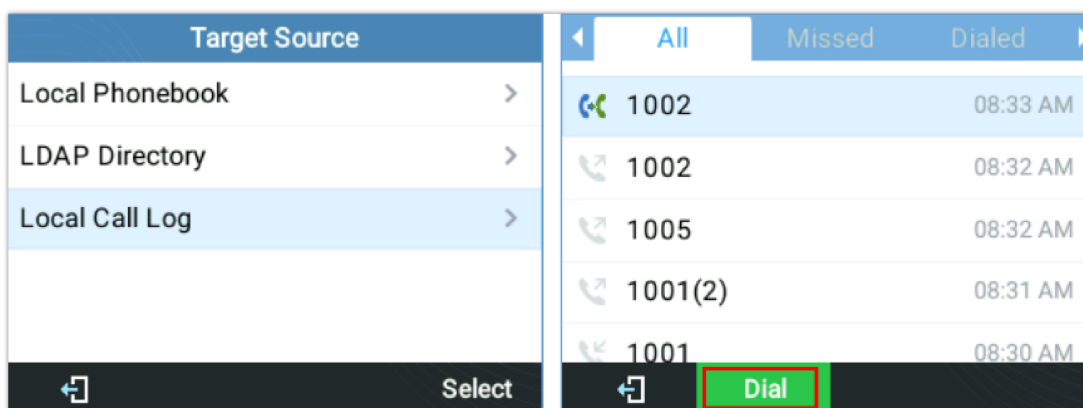 Target Source
Local Phonebook
LDAP Directory
Local Call Log
Select
All Missed Dialed
1002 08:33 AM
1002 08:32 AM
1005 08:32 AM
1001(2) 08:31 AM
1001 08:30 AM
Dial